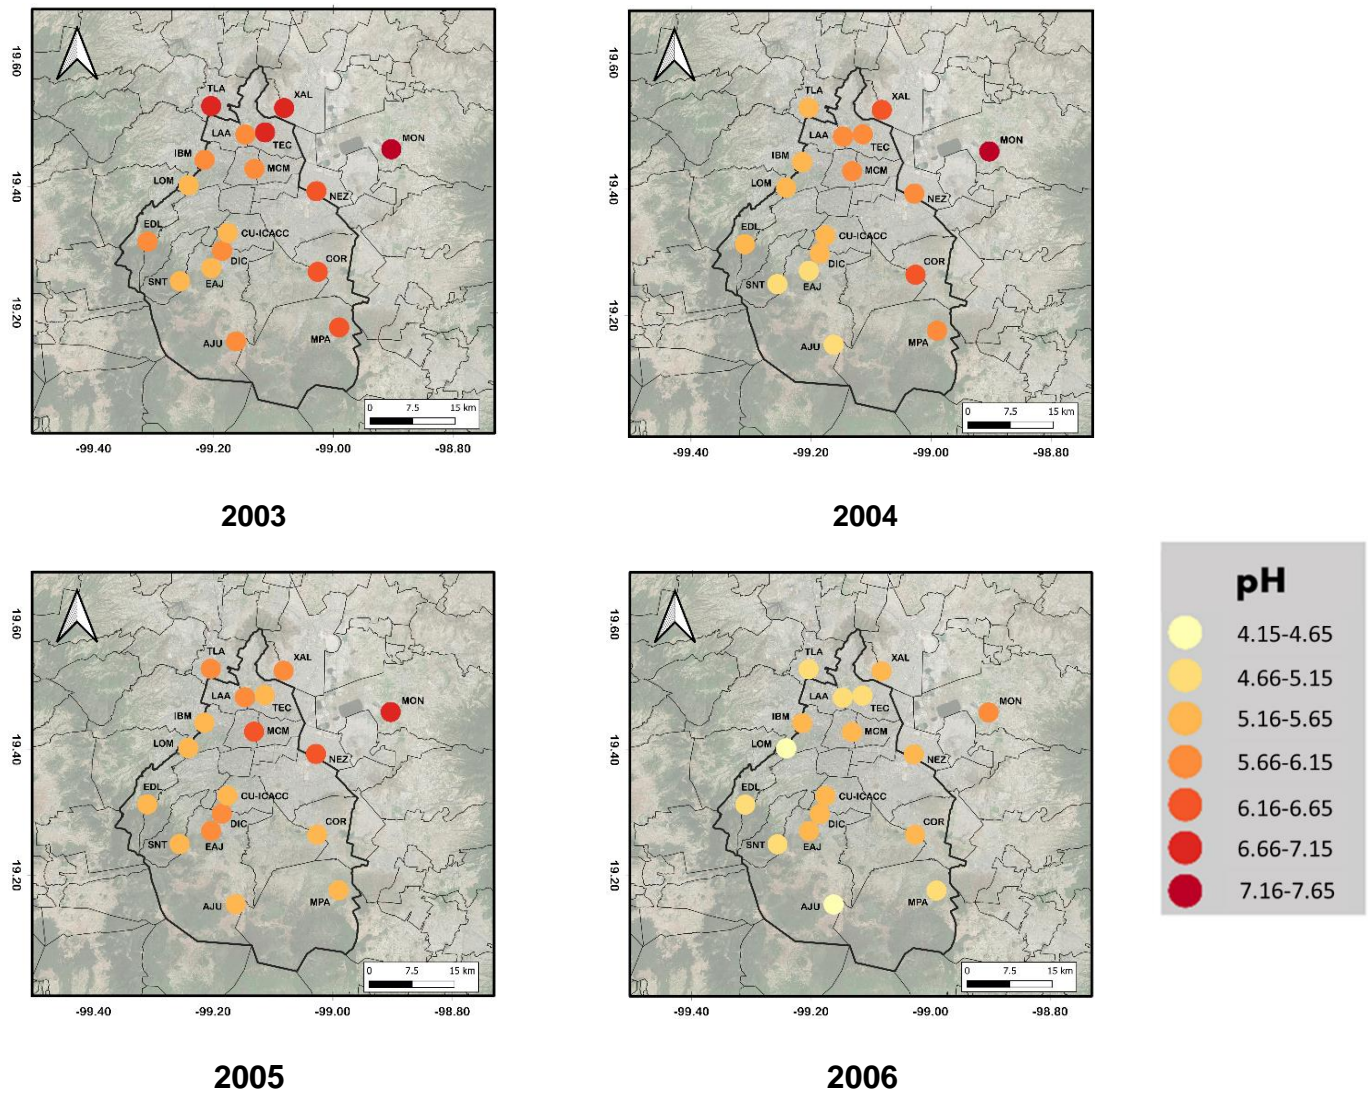 TLA
XAL
LAA
TEC
MON
IBM
MCM
LOM
NEZ
EDL
CU-ICACC
DIC
COR
SNT
EAJ
AJU
MPA
19.60
19.40
19.20
0 7.5 15 km
-99.40 -99.20 -99.00 -98.80
2003
TLA
XAL
LAA
TEC
MON
IBM
MCM
LOM
NEZ
EDL
CU-ICACC
DIC
COR
SNT
EAJ
AJU
MPA
19.60
19.40
19.20
0 7.5 15 km
-99.40 -99.20 -99.00 -98.80
2004
TLA
XAL
LAA
TEC
MON
IBM
MCM
LOM
NEZ
EDL
CU-ICACC
DIC
COR
SNT
EAJ
AJU
MPA
19.60
19.40
19.20
0 7.5 15 km
-99.40 -99.20 -99.00 -98.80
2005
TLA
XAL
LAA
TEC
MON
IBM
MCM
LOM
NEZ
EDL
CU-ICACC
DIC
COR
SNT
EAJ
AJU
MPA
19.60
19.40
19.20
0 7.5 15 km
-99.40 -99.20 -99.00 -98.80
2006
pH
4.15-4.65
4.66-5.15
5.16-5.65
5.66-6.15
6.16-6.65
6.66-7.15
7.16-7.65